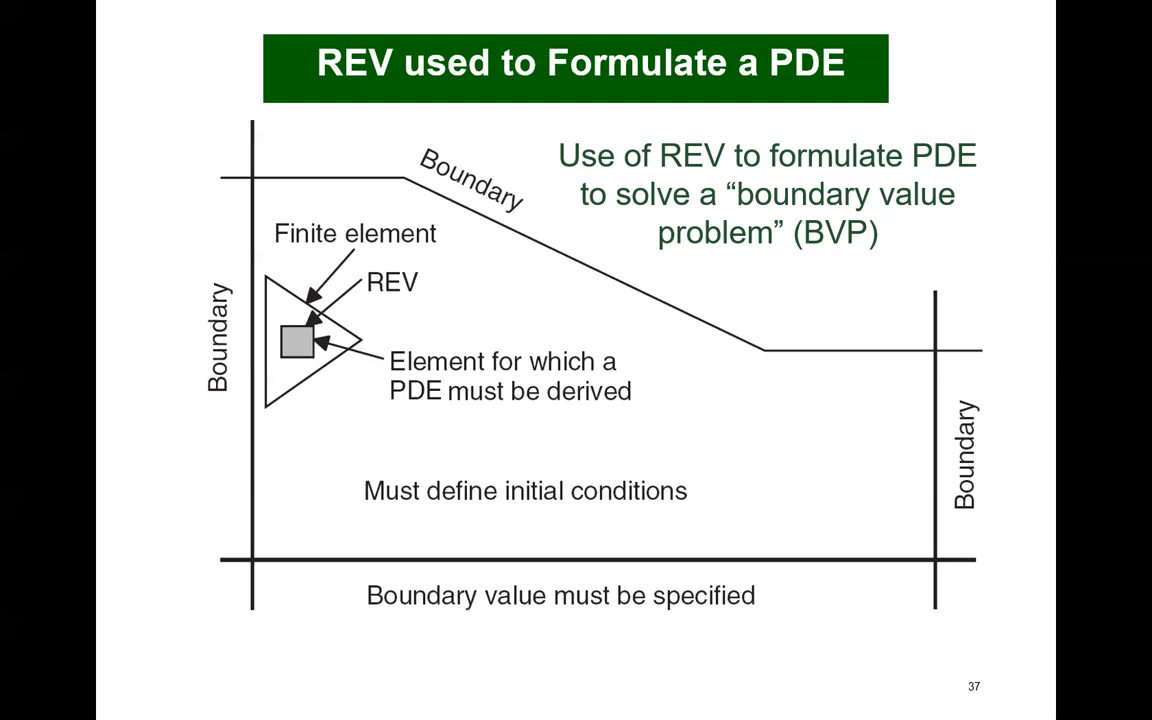 REV used to Formulate a PDE
Use of REV to formulate PDE
to solve a “boundary value
problem” (BVP)
Boundary
Finite element
REV
Boundary
Element for which a
PDE must be derived
Boundary
Must define initial conditions
Boundary value must be specified
37